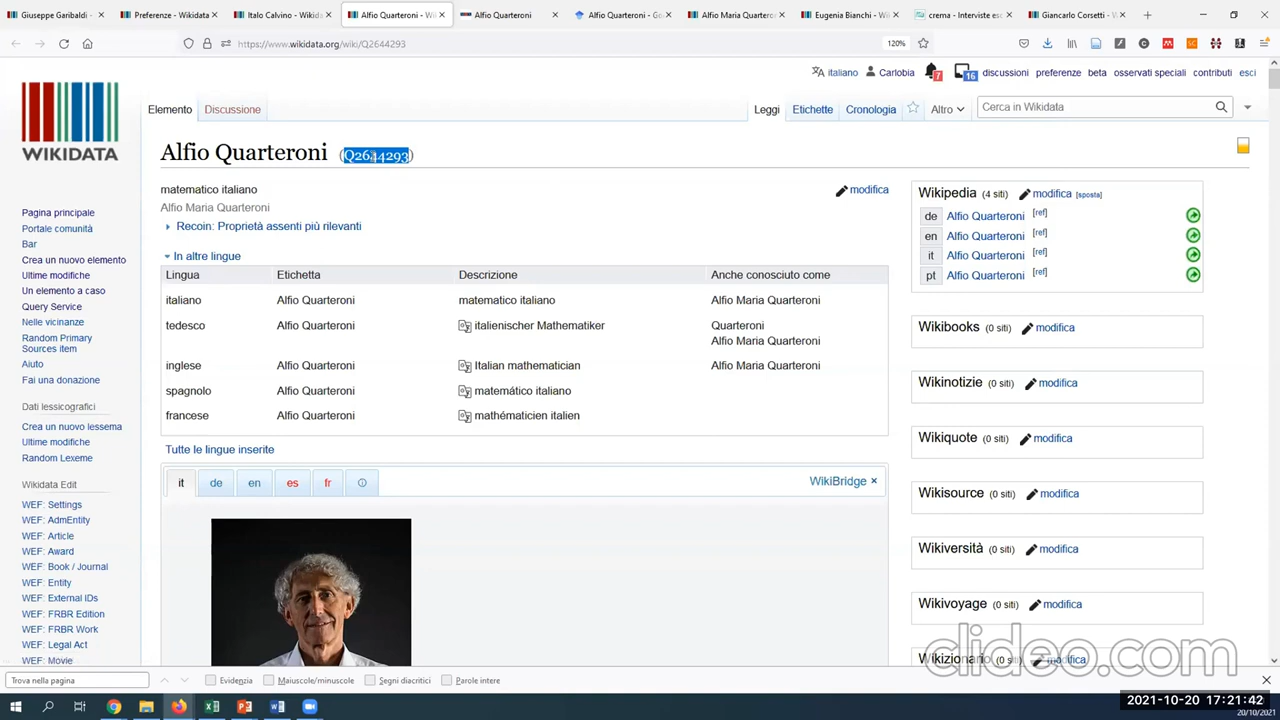 Giuseppe Garibaldi
Preferenze - Wikidata
Italo Calvino - Wikidata
Alfio Quarteroni - Wi
Alfio Quarteroni
Alfio Quarteroni - Ge
Alfio Maria Quarteroni
Eugenia Bianchi - Wi
crema - Interviste es
Giancarlo Corsetti - V
https://www.wikidata.org/wiki/Q2644293
120%
italiano
Carlobia
7
16
discussioni
preferenze
beta
osservati speciali
contributi
esci
WIKIDATA
Elemento
Discussione
Leggi
Etichette
Cronologia
Altro
Cerca in Wikidata
Alfio Quarteroni (Q2644293)
matematico italiano
modifica
Alfio Maria Quarteroni
Recoin: Proprietà assenti più rilevanti
In altre lingue
Lingua Etichetta Descrizione Anche conosciuto come
italiano Alfio Quarteroni matematico italiano Alfio Maria Quarteroni
tedesco Alfio Quarteroni italienischer Mathematiker Quarteroni
Alfio Maria Quarteroni
inglese Alfio Quarteroni Italian mathematician Alfio Maria Quarteroni
spagnolo Alfio Quarteroni matemático italiano
francese Alfio Quarteroni mathématicien italien
Tutte le lingue inserite
it de en es fr
WikiBridge ×
Pagina principale
Portale comunità
Bar
Crea un nuovo elemento
Ultime modifiche
Un elemento a caso
Query Service
Nelle vicinanze
Random Primary
Sources item
Aiuto
Fai una donazione
Dati lessicografici
Crea un nuovo lessema
Ultime modifiche
Random Lexeme
Wikidata Edit
WEF: Settings
WEF: AdmEntity
WEF: Article
WEF: Award
WEF: Book / Journal
WEF: Entity
WEF: External IDs
WEF: FRBR Edition
WEF: FRBR Work
WEF: Legal Act
WEF: Movie
Wikipedia (4 siti) modifica [sposta]
de Alfio Quarteroni [ref]
en Alfio Quarteroni [ref]
it Alfio Quarteroni [ref]
pt Alfio Quarteroni [ref]
Wikibooks (0 siti) modifica
Wikinotizie (0 siti) modifica
Wikiquote (0 siti) modifica
Wikisource (0 siti) modifica
Wikiversità (0 siti) modifica
Wikivoyage (0 siti) modifica
Wikizionario (0 siti) modifica
clideo.com
Trova nella pagina
Evidenzia
Maiuscole/minuscole
Segni diacritici
Parole intere
2021-10-20 17:21:42
20/10/2021